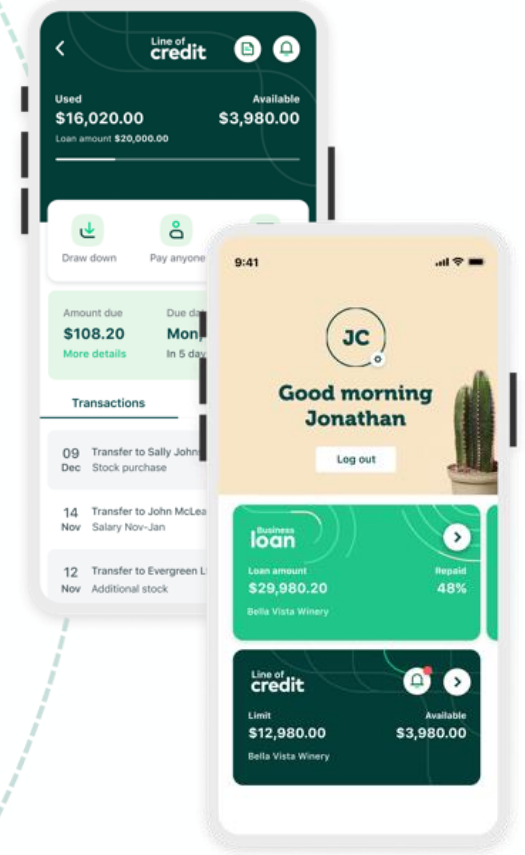 Line of
credit
Used
Available
$16,020.00
$3,980.00
Loan amount $20,000.00
Draw down
Pay anyone
Amount due
Due
$108.20
Mon,
More details
In 5
Transactions
09
Transfer to Sally
Dec
Stock purchase
14
Transfer to John
Nov
Salary Nov-Jan
12
Transfer to Evergreen
Nov
Additional stock
9:41
JC
Good morning
Jonathan
Log out
Business
loan
Loan amount
Repaid
$29,980.20
48%
Bella Vista Winery
Line of
credit
Limit
Available
$12,980.00
$3,980.00
Bella Vista Winery